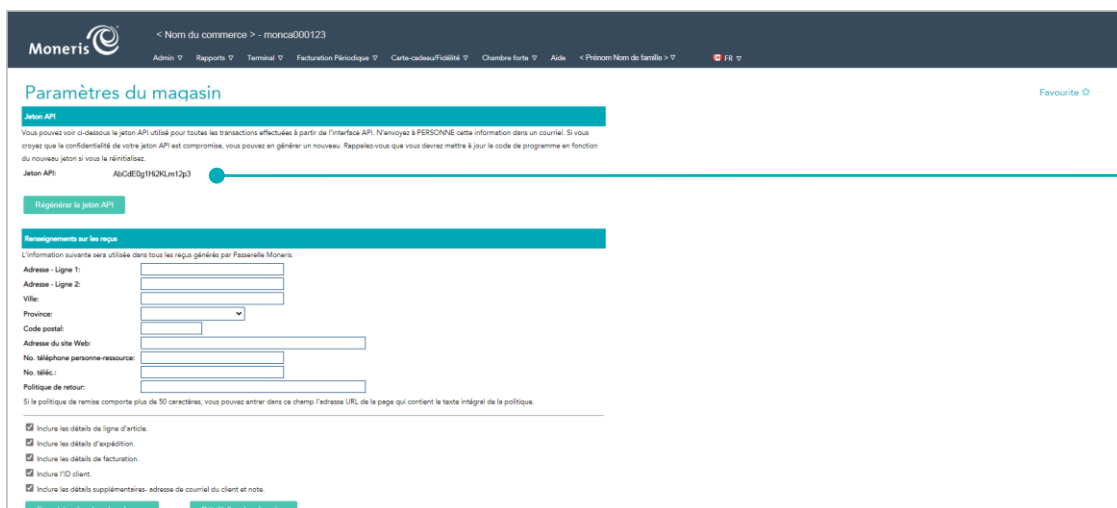 Moneris
< Nom du commerce > - monca000123
Admin ▽ Rapports ▽ Terminal ▽ Facturation Périodique ▽ Carte-cadeau/Fidélité ▽ Chambre forte ▽ Aide < Prénom Nom de famille > ▽ FR ▽
Paramètres du magasin
Favourite ☆
Jeton API
Vous pouvez voir ci-dessous le jeton API utilisé pour toutes les transactions effectuées à partir de l'interface API. N'envoyez à PERSONNE cette information dans un courriel. Si vous
croyez que la confidentialité de votre jeton API est compromise, vous pouvez en générer un nouveau. Rappelez-vous que vous devrez mettre à jour le code de programme en fonction
du nouveau jeton si vous le réinitialisez.
Jeton API: AbCdE0g1Hi2KLm12p3
Régénérer le jeton API
Renseignements sur les reçus
L'information suivante sera utilisée dans tous les reçus générés par Passerelle Moneris.
Adresse - Ligne 1:
Adresse - Ligne 2:
Ville:
Province:
Code postal:
Adresse du site Web:
No. téléphone personne-ressource:
No. téléc.:
Politique de retour:
Si la politique de remise comporte plus de 50 caractères, vous pouvez entrer dans ce champ l'adresse URL de la page qui contient le texte intégral de la politique.
Inclure les détails de ligne d'article.
Inclure les détails d'expédition.
Inclure les détails de facturation.
Inclure l'ID client.
Inclure les détails supplémentaires- adresse de courriel du client et note.